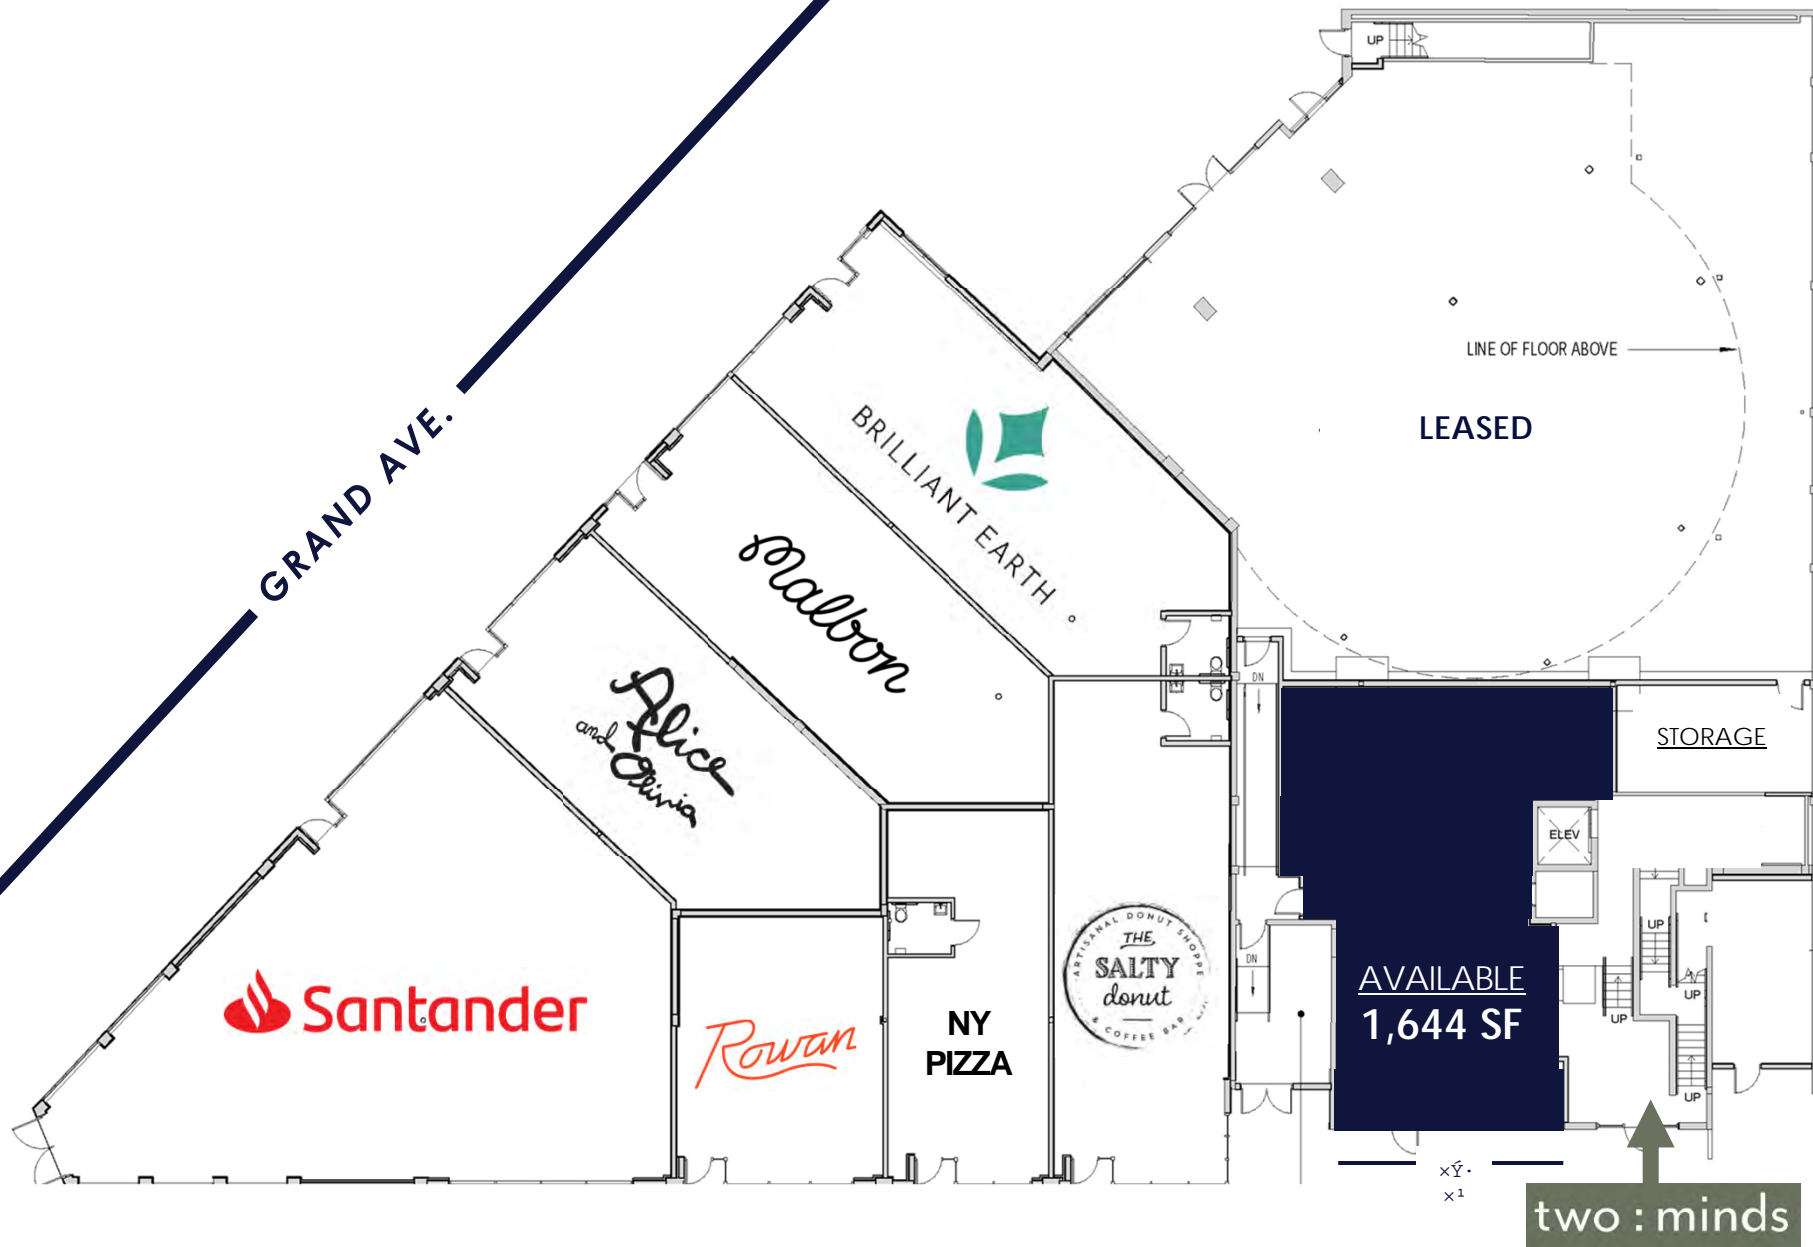 UP
GRAND AVE.
LINE OF FLOOR ABOVE
LEASED
BRILLIANT EARTH
Malbon
Alice
and
Olivia
DN
STORAGE
ELEV
UP
ARTISANAL DONUT SHOPPE
THE
SALTY
donut
& COFFEE BAR
DN
AVAILABLE
1,644 SF
UP
UP
Santander
Rowan
NY
PIZZA
UP
×Ý·
×¹
two : minds